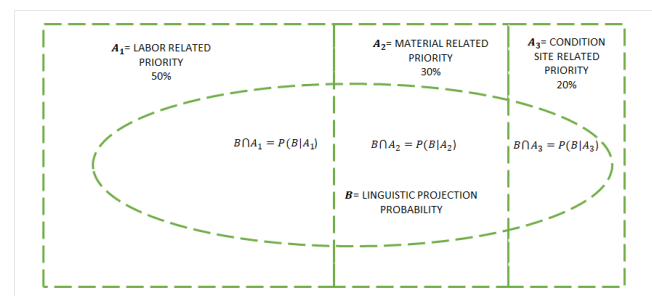 A₁= LABOR RELATED
PRIORITY
50%
A₂= MATERIAL RELATED
PRIORITY
30%
A₃= CONDITION
SITE RELATED
PRIORITY
20%
B⋂A₁ = P(B|A₁)
B⋂A₂ = P(B|A₂)
B⋂A₃ = P(B|A₃)
B= LINGUISTIC PROJECTION
PROBABILITY